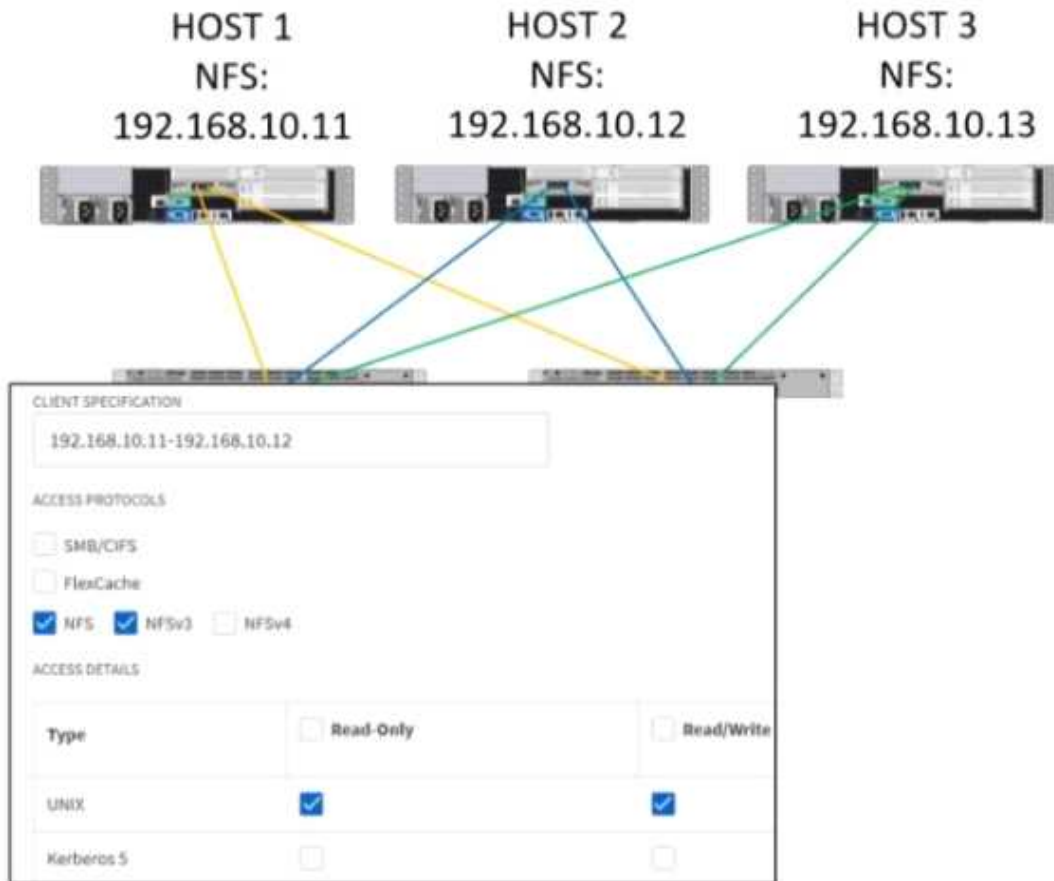 HOST 1
NFS:
192.168.10.11
HOST 2
NFS:
192.168.10.12
HOST 3
NFS:
192.168.10.13
CLIENT SPECIFICATION
192.168.10.11-192.168.10.12
ACCESS PROTOCOLS
SMB/CIFS
FlexCache
NFS NFSv3 NFSv4
ACCESS DETAILS
Type Read-Only Read/Write
UNIX
Kerberos 5